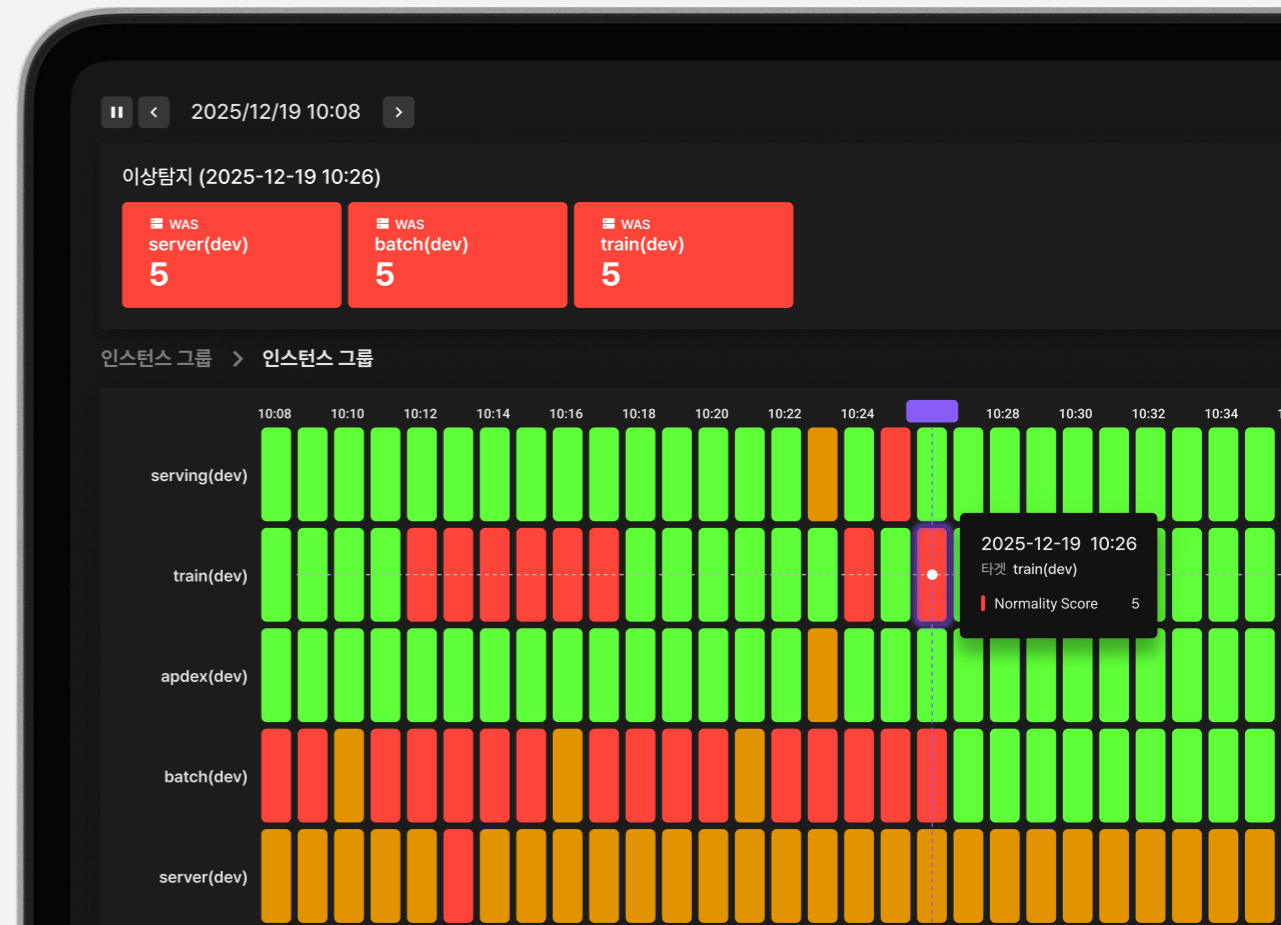 2025/12/19 10:08
이상탐지 (2025-12-19 10:26)
WAS
server(dev)
5
WAS
batch(dev)
5
WAS
train(dev)
5
인스턴스 그룹 > 인스턴스 그룹
10:08 10:10 10:12 10:14 10:16 10:18 10:20 10:22 10:24 10:28 10:30 10:32 10:34
serving(dev)
train(dev)
2025-12-19 10:26
타겟 train(dev)
Normality Score 5
apdex(dev)
batch(dev)
server(dev)